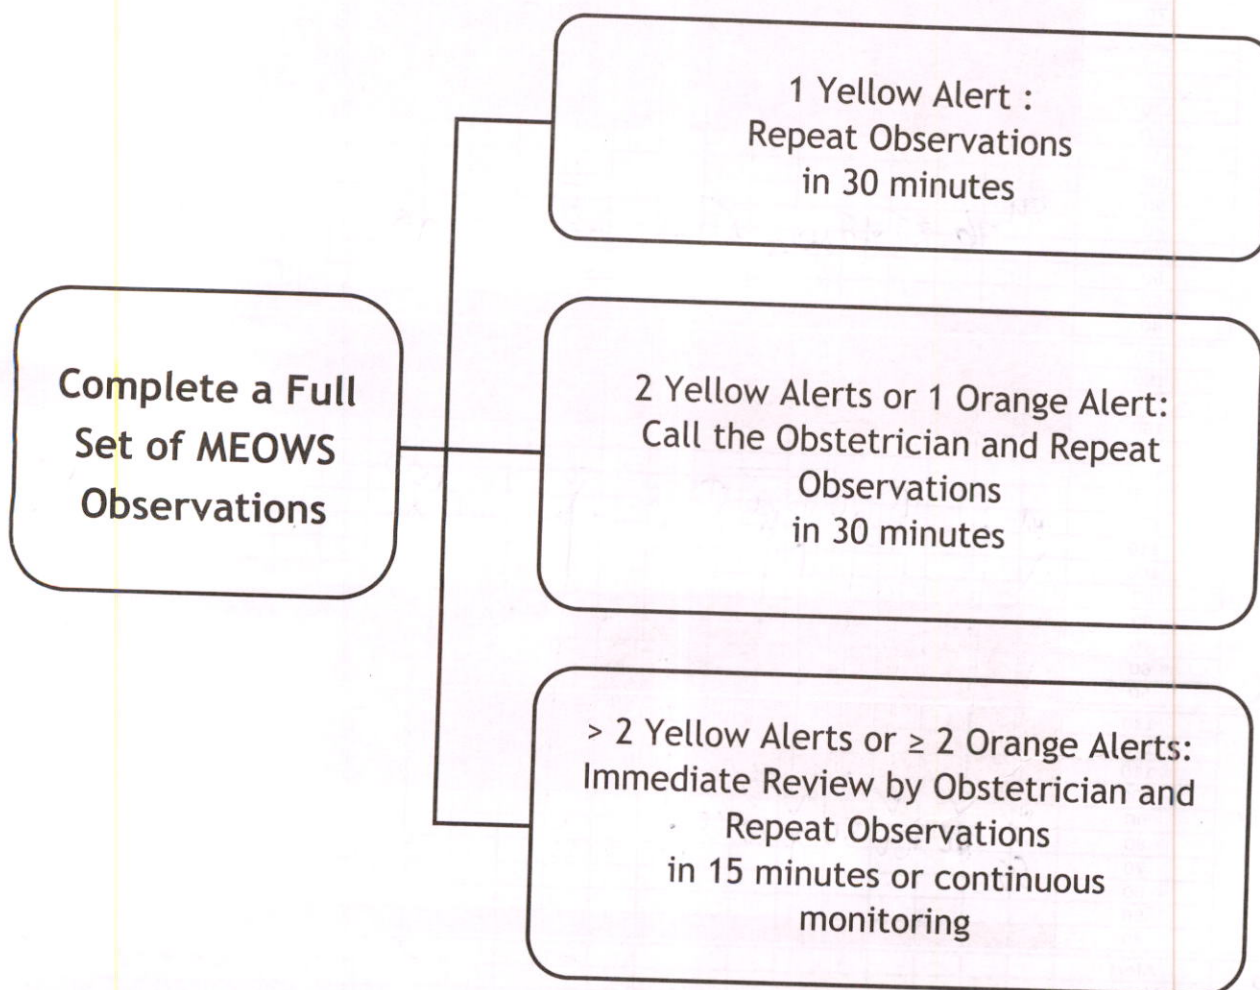 Complete a Full
Set of MEOWS
Observations
1 Yellow Alert :
Repeat Observations
in 30 minutes
2 Yellow Alerts or 1 Orange Alert:
Call the Obstetrician and Repeat
Observations
in 30 minutes
> 2 Yellow Alerts or ≥ 2 Orange Alerts:
Immediate Review by Obstetrician and
Repeat Observations
in 15 minutes or continuous
monitoring